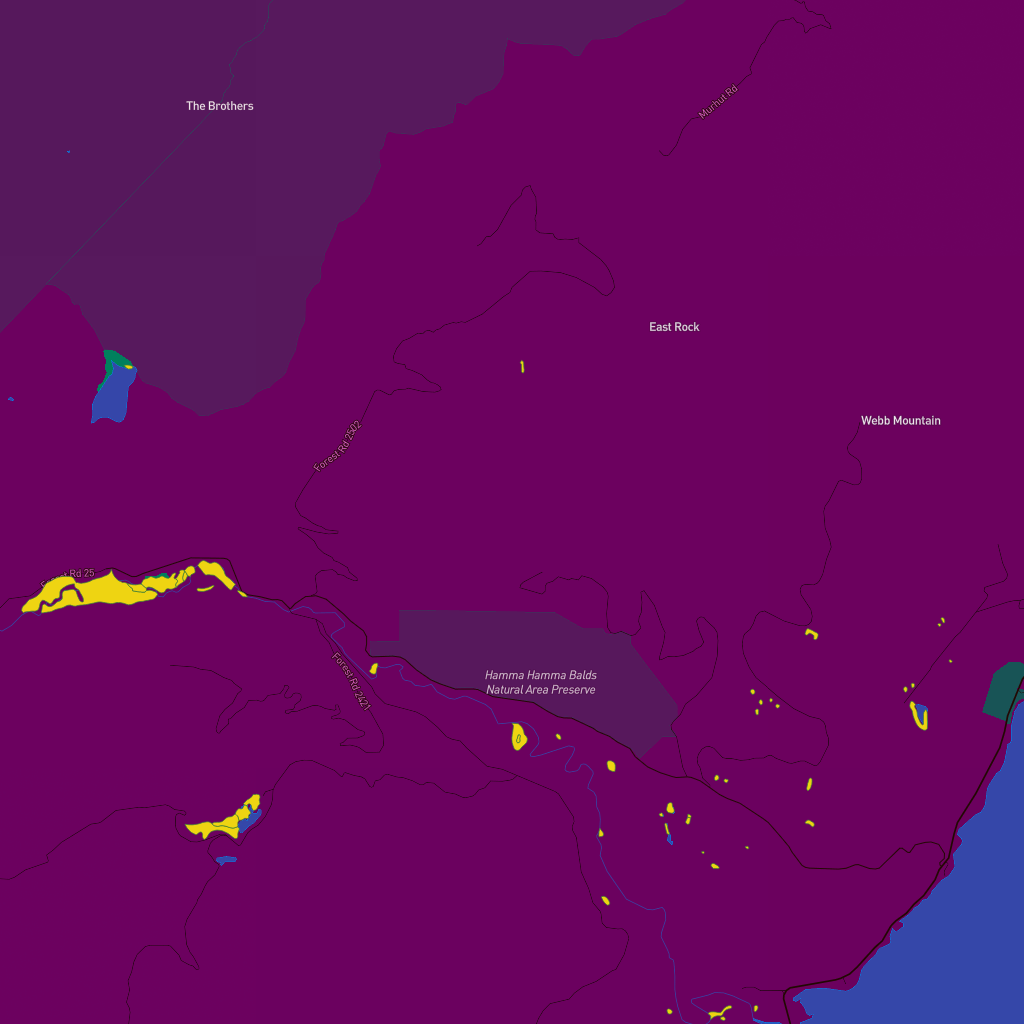 The Brothers
Murhut Rd
East Rock
Webb Mountain
Forest Rd 2502
Forest Rd 25
Forest Rd 2421
Hamma Hamma Balds
Natural Area Preserve